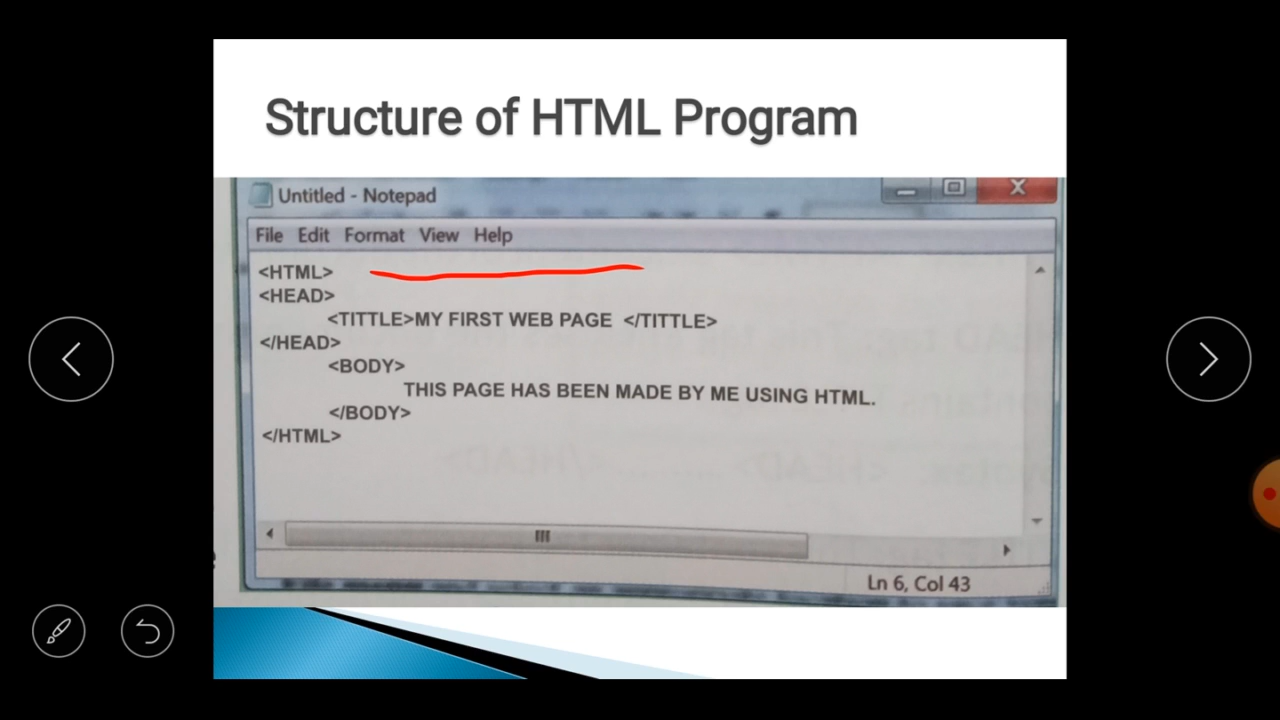 Structure of HTML Program
Untitled - Notepad
File Edit Format View Help
<HTML>
<HEAD>
<TITTLE>MY FIRST WEB PAGE </TITTLE>
</HEAD>
<BODY>
THIS PAGE HAS BEEN MADE BY ME USING HTML.
</BODY>
</HTML>
Ln 6, Col 43